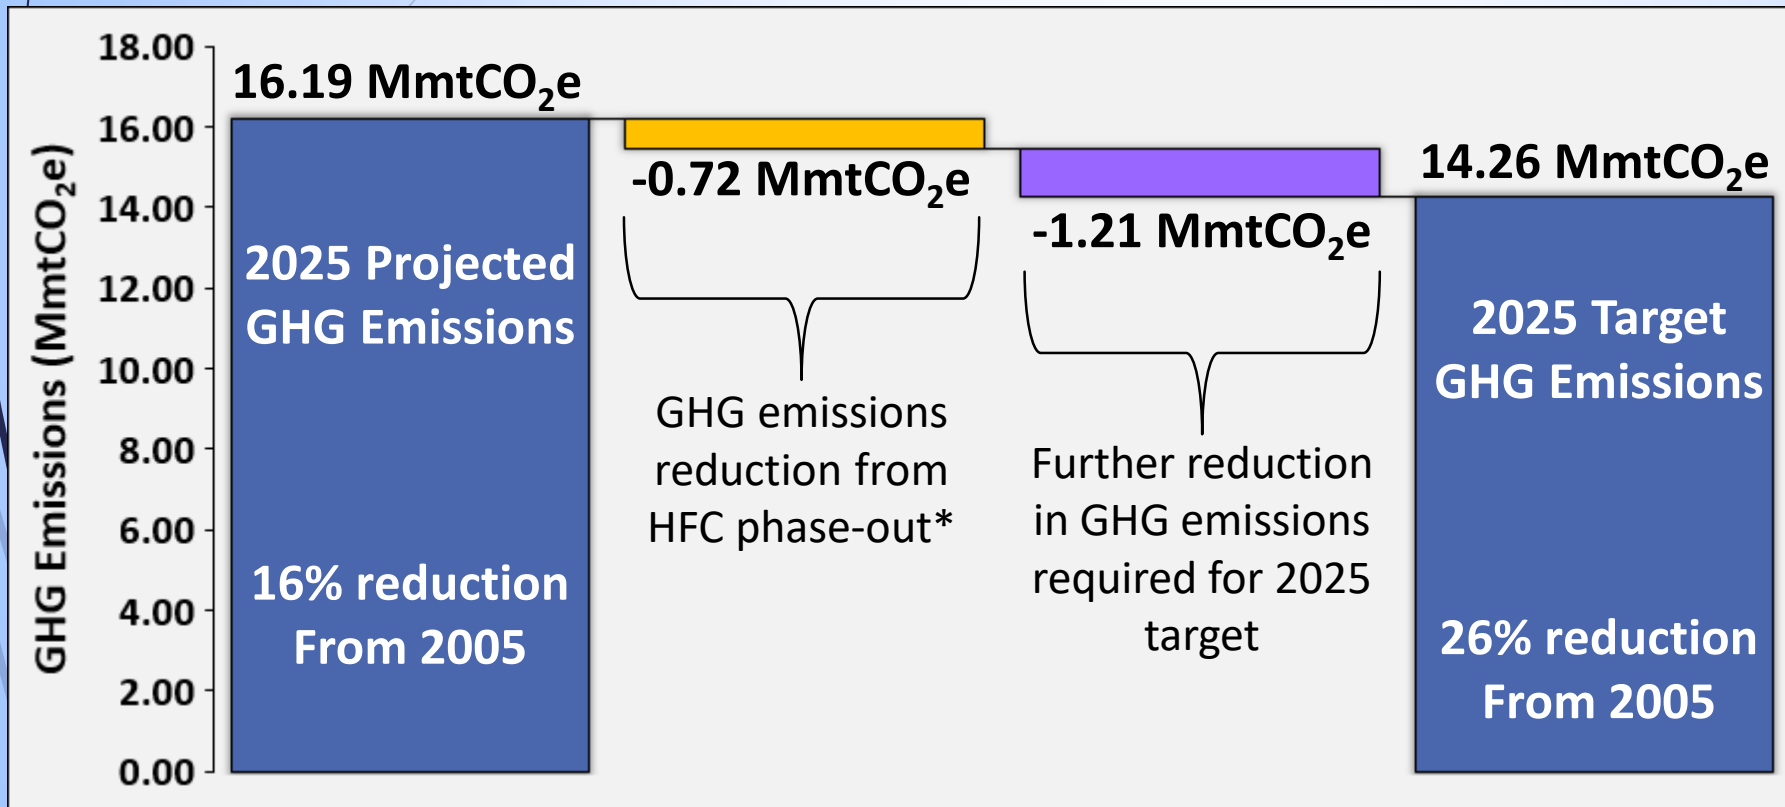 GHG Emissions (MmtCO₂e)
18.00
16.00
14.00
12.00
10.00
8.00
6.00
4.00
2.00
0.00
16.19 MmtCO₂e
2025 Projected
GHG Emissions
16% reduction
From 2005
-0.72 MmtCO₂e
GHG emissions
reduction from
HFC phase-out*
-1.21 MmtCO₂e
Further reduction
in GHG emissions
required for 2025
target
14.26 MmtCO₂e
2025 Target
GHG Emissions
26% reduction
From 2005